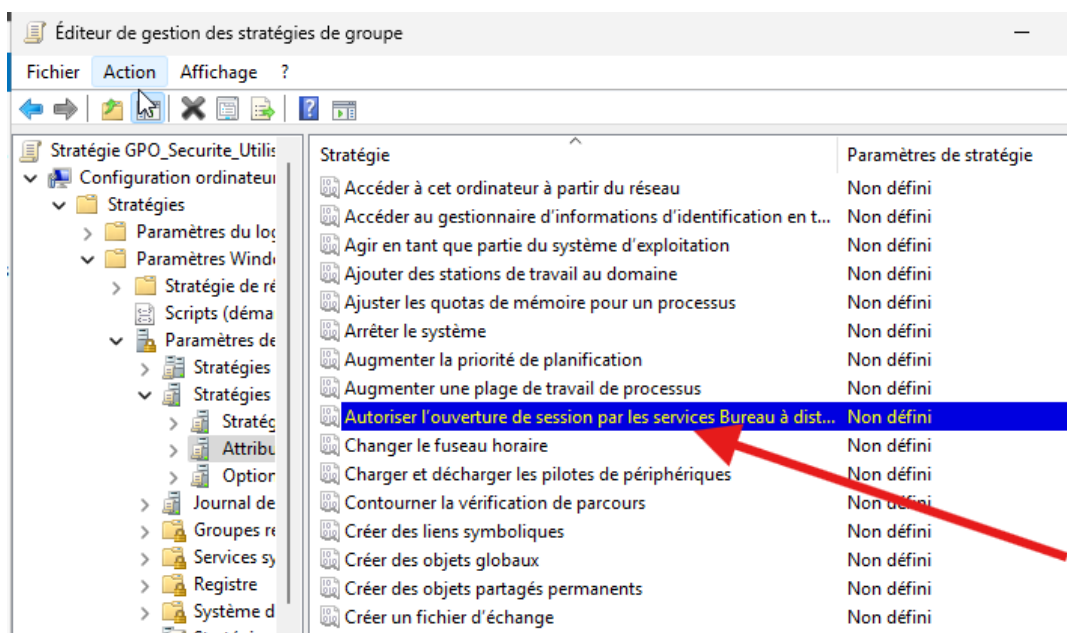 Éditeur de gestion des stratégies de groupe
Fichier Action Affichage ?
Stratégie GPO_Securite_Utilis
Configuration ordinateur
Stratégies
Paramètres du log
Paramètres Windo
Stratégie de ré
Scripts (déma
Paramètres de
Stratégies
Stratégies
Stratég
Attribu
Option
Journal de
Groupes re
Services sy
Registre
Système d
Stratégie Paramètres de stratégie
Accéder à cet ordinateur à partir du réseau Non défini
Accéder au gestionnaire d’informations d’identification en t... Non défini
Agir en tant que partie du système d’exploitation Non défini
Ajouter des stations de travail au domaine Non défini
Ajuster les quotas de mémoire pour un processus Non défini
Arrêter le système Non défini
Augmenter la priorité de planification Non défini
Augmenter une plage de travail de processus Non défini
Autoriser l’ouverture de session par les services Bureau à dist... Non défini
Changer le fuseau horaire Non défini
Charger et décharger les pilotes de périphériques Non défini
Contourner la vérification de parcours Non défini
Créer des liens symboliques Non défini
Créer des objets globaux Non défini
Créer des objets partagés permanents Non défini
Créer un fichier d’échange Non défini